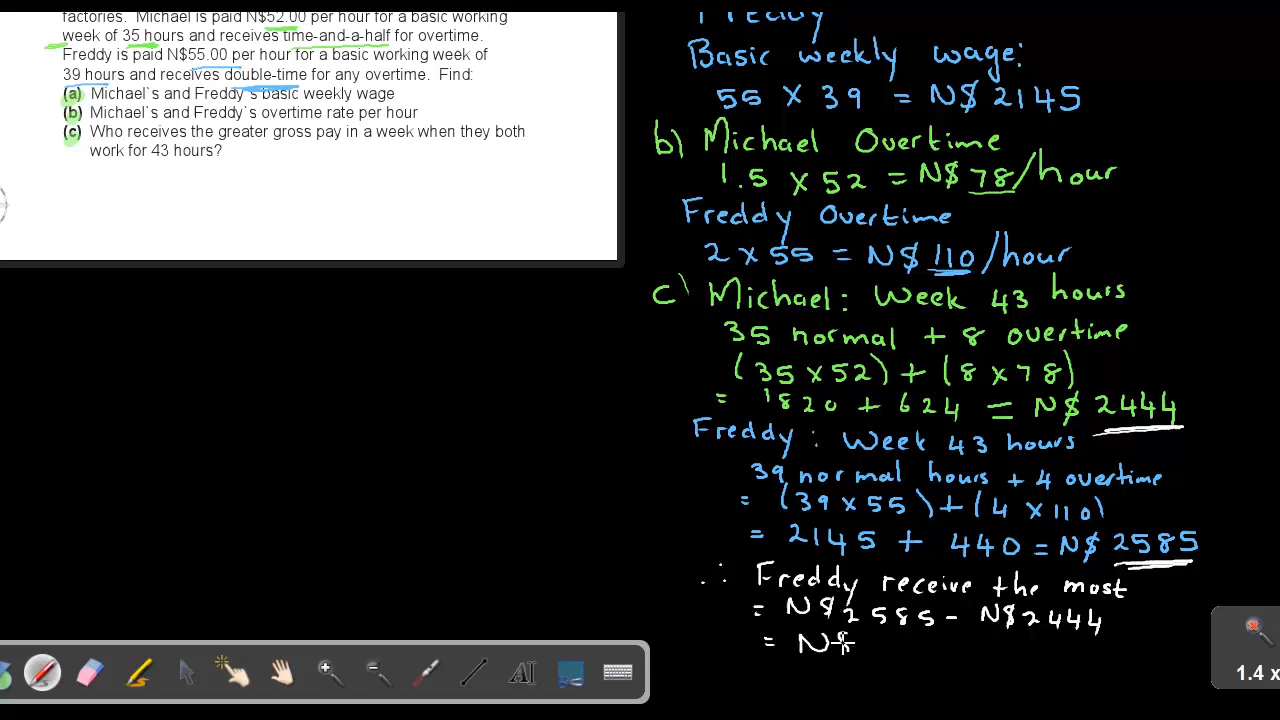 factories. Michael is paid N$52.00 per hour for a basic working
week of 35 hours and receives time-and-a-half for overtime.
Freddy is paid N$55.00 per hour for a basic working week of
39 hours and receives double-time for any overtime. Find:
(a) Michael`s and Freddy`s basic weekly wage
(b) Michael`s and Freddy`s overtime rate per hour
(c) Who receives the greater gross pay in a week when they both
work for 43 hours?
Freddy
Basic weekly wage:
55 x 39 = N$ 2145
b) Michael Overtime
1.5 x 52 = N$ 78/hour
Freddy Overtime
2 x 55 = N$ 110/hour
c) Michael: Week 43 hours
35 normal + 8 overtime
(35 x 52) + (8 x 78)
= 1820 + 624 = N$ 2444
Freddy: Week 43 hours
39 normal hours + 4 overtime
= (39 x 55) + (4 x 110)
= 2145 + 440 = N$ 2585
∴ Freddy receive the most
= N$2585 - N$2444
= N$
AI
1.4 x